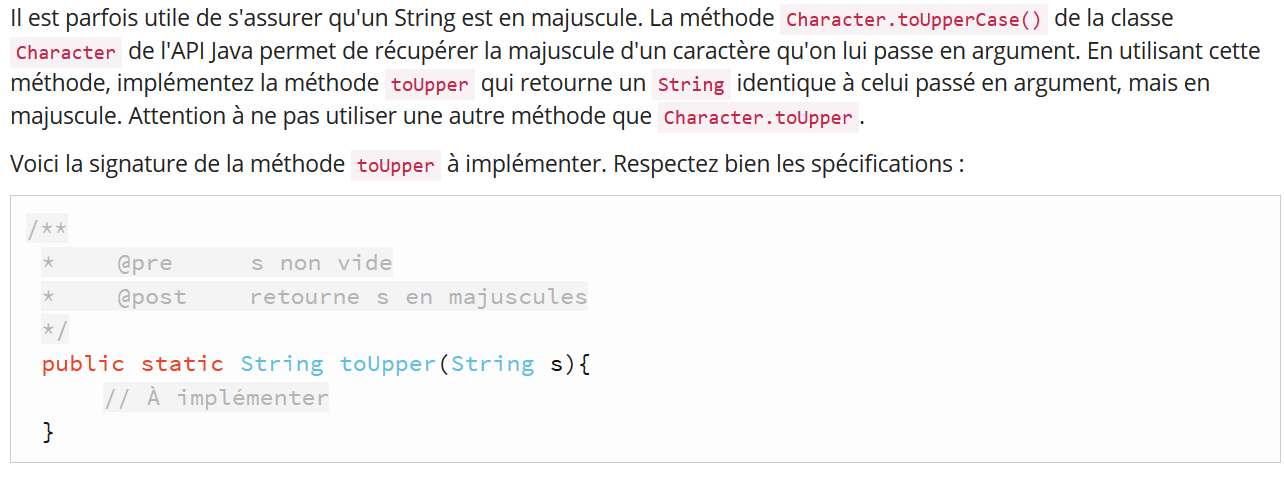 Il est parfois utile de s'assurer qu'un String est en majuscule. La méthode Character.toUpperCase() de la classe
Character de l'API Java permet de récupérer la majuscule d'un caractère qu'on lui passe en argument. En utilisant cette
méthode, implémentez la méthode toUpper qui retourne un String identique à celui passé en argument, mais en
majuscule. Attention à ne pas utiliser une autre méthode que Character.toUpper.
Voici la signature de la méthode toUpper à implémenter. Respectez bien les spécifications :
/**
*    @pre     s non vide
*    @post    retourne s en majuscules
*/
public static String toUpper(String s){
    // À implémenter
}